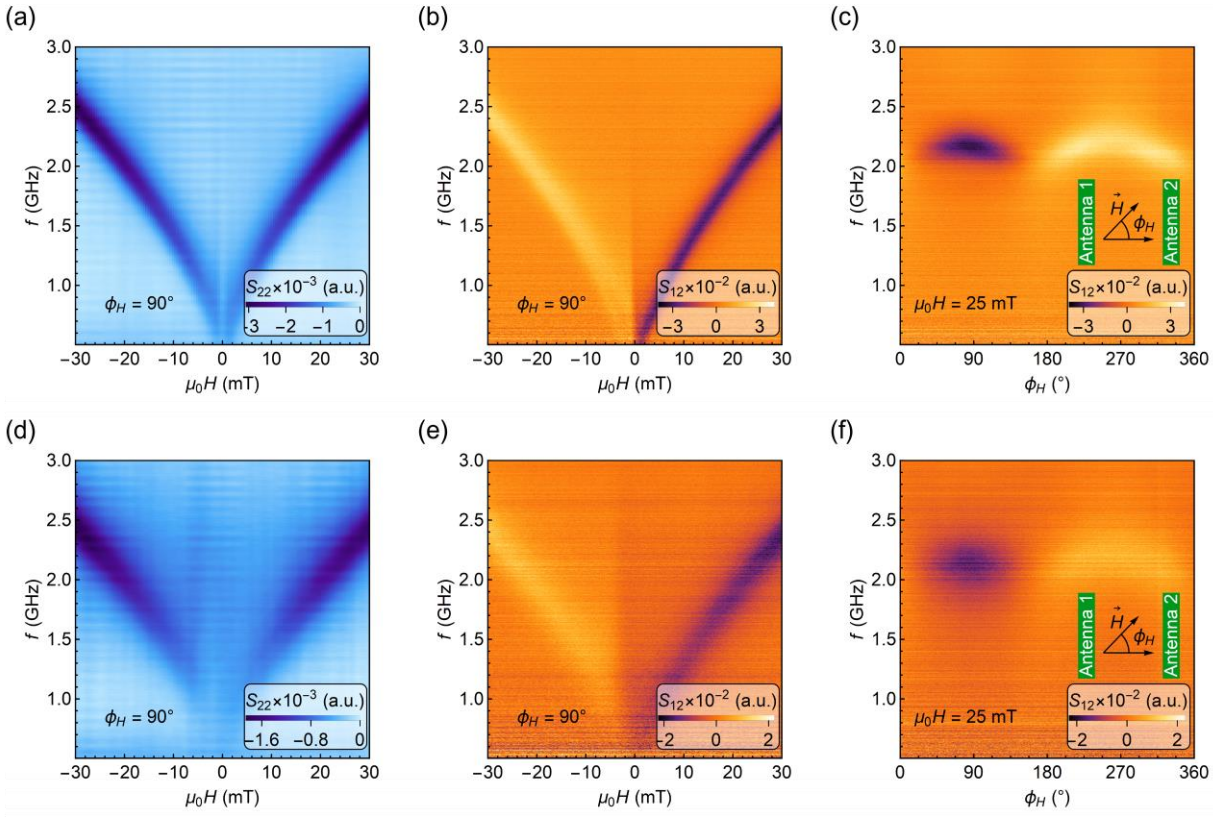 (a)
3.0
2.5
2.0
1.5
1.0
f (GHz)
ϕH = 90°
S22×10−3 (a.u.)
−3 −2 −1 0
−30 −20 −10 0 10 20 30
μ0H (mT)
(b)
3.0
2.5
2.0
1.5
1.0
f (GHz)
ϕH = 90°
S12×10−2 (a.u.)
−3 0 3
−30 −20 −10 0 10 20 30
μ0H (mT)
(c)
3.0
2.5
2.0
1.5
1.0
f (GHz)
Antenna 1
H
ϕH
Antenna 2
μ0H = 25 mT
S12×10−2 (a.u.)
−3 0 3
0 90 180 270 360
ϕH (°)
(d)
3.0
2.5
2.0
1.5
1.0
f (GHz)
ϕH = 90°
S22×10−3 (a.u.)
−1.6 −0.8 0
−30 −20 −10 0 10 20 30
μ0H (mT)
(e)
3.0
2.5
2.0
1.5
1.0
f (GHz)
ϕH = 90°
S12×10−2 (a.u.)
−2 0 2
−30 −20 −10 0 10 20 30
μ0H (mT)
(f)
3.0
2.5
2.0
1.5
1.0
f (GHz)
Antenna 1
H
ϕH
Antenna 2
μ0H = 25 mT
S12×10−2 (a.u.)
−2 0 2
0 90 180 270 360
ϕH (°)